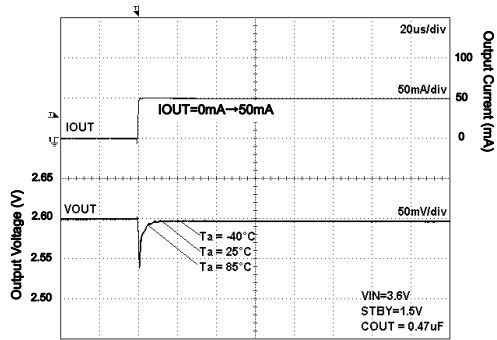 20us/div
100
50mA/div
50
IOUT=0mA→50mA
IOUT
0
Output Current (mA)
2.65
VOUT
50mV/div
2.60
Ta = -40°C
Ta = 25°C
2.55
Ta = 85°C
2.50
Output Voltage (V)
VIN=3.6V
STBY=1.5V
COUT = 0.47uF